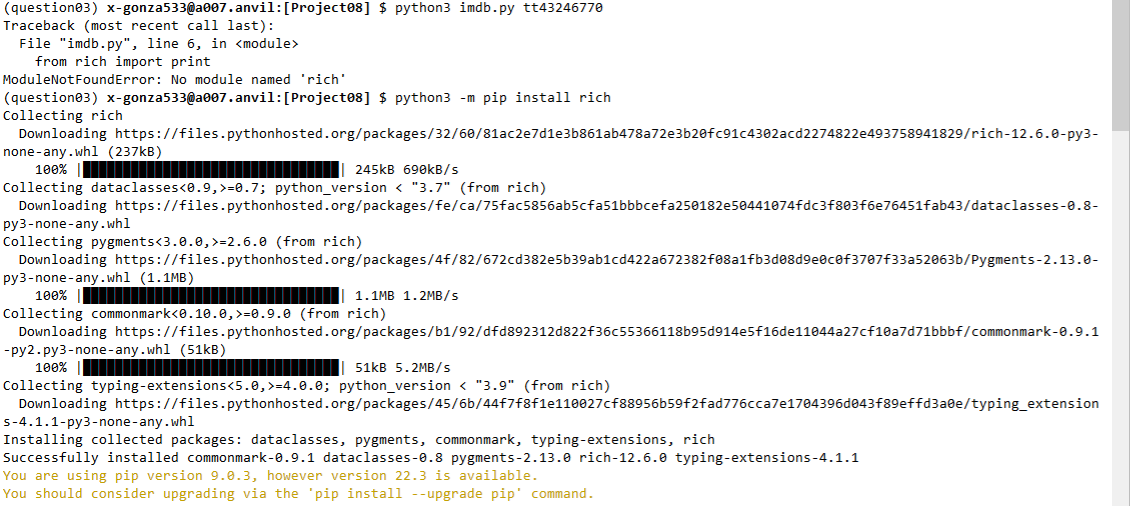 (question03) x-gonza533@a007.anvil:[Project08] $ python3 imdb.py tt43246770
Traceback (most recent call last):
  File "imdb.py", line 6, in <module>
    from rich import print
ModuleNotFoundError: No module named 'rich'
(question03) x-gonza533@a007.anvil:[Project08] $ python3 -m pip install rich
Collecting rich
  Downloading https://files.pythonhosted.org/packages/32/60/81ac2e7d1e3b861ab478a72e3b20fc91c4302acd2274822e493758941829/rich-12.6.0-py3-
none-any.whl (237kB)
    100% |████████████████████████████████| 245kB 690kB/s
Collecting dataclasses<0.9,>=0.7; python_version < "3.7" (from rich)
  Downloading https://files.pythonhosted.org/packages/fe/ca/75fac5856ab5cfa51bbbcefa250182e50441074fdc3f803f6e76451fab43/dataclasses-0.8-
py3-none-any.whl
Collecting pygments<3.0.0,>=2.6.0 (from rich)
  Downloading https://files.pythonhosted.org/packages/4f/82/672cd382e5b39ab1cd422a672382f08a1fb3d08d9e0c0f3707f33a52063b/Pygments-2.13.0-
py3-none-any.whl (1.1MB)
    100% |████████████████████████████████| 1.1MB 1.2MB/s
Collecting commonmark<0.10.0,>=0.9.0 (from rich)
  Downloading https://files.pythonhosted.org/packages/b1/92/dfd892312d822f36c55366118b95d914e5f16de11044a27cf10a7d71bbbf/commonmark-0.9.1
-py2.py3-none-any.whl (51kB)
    100% |████████████████████████████████| 51kB 5.2MB/s
Collecting typing-extensions<5.0,>=4.0.0; python_version < "3.9" (from rich)
  Downloading https://files.pythonhosted.org/packages/45/6b/44f7f8f1e110027cf88956b59f2fad776cca7e1704396d043f89effd3a0e/typing_extension
s-4.1.1-py3-none-any.whl
Installing collected packages: dataclasses, pygments, commonmark, typing-extensions, rich
Successfully installed commonmark-0.9.1 dataclasses-0.8 pygments-2.13.0 rich-12.6.0 typing-extensions-4.1.1
You are using pip version 9.0.3, however version 22.3 is available.
You should consider upgrading via the 'pip install --upgrade pip' command.